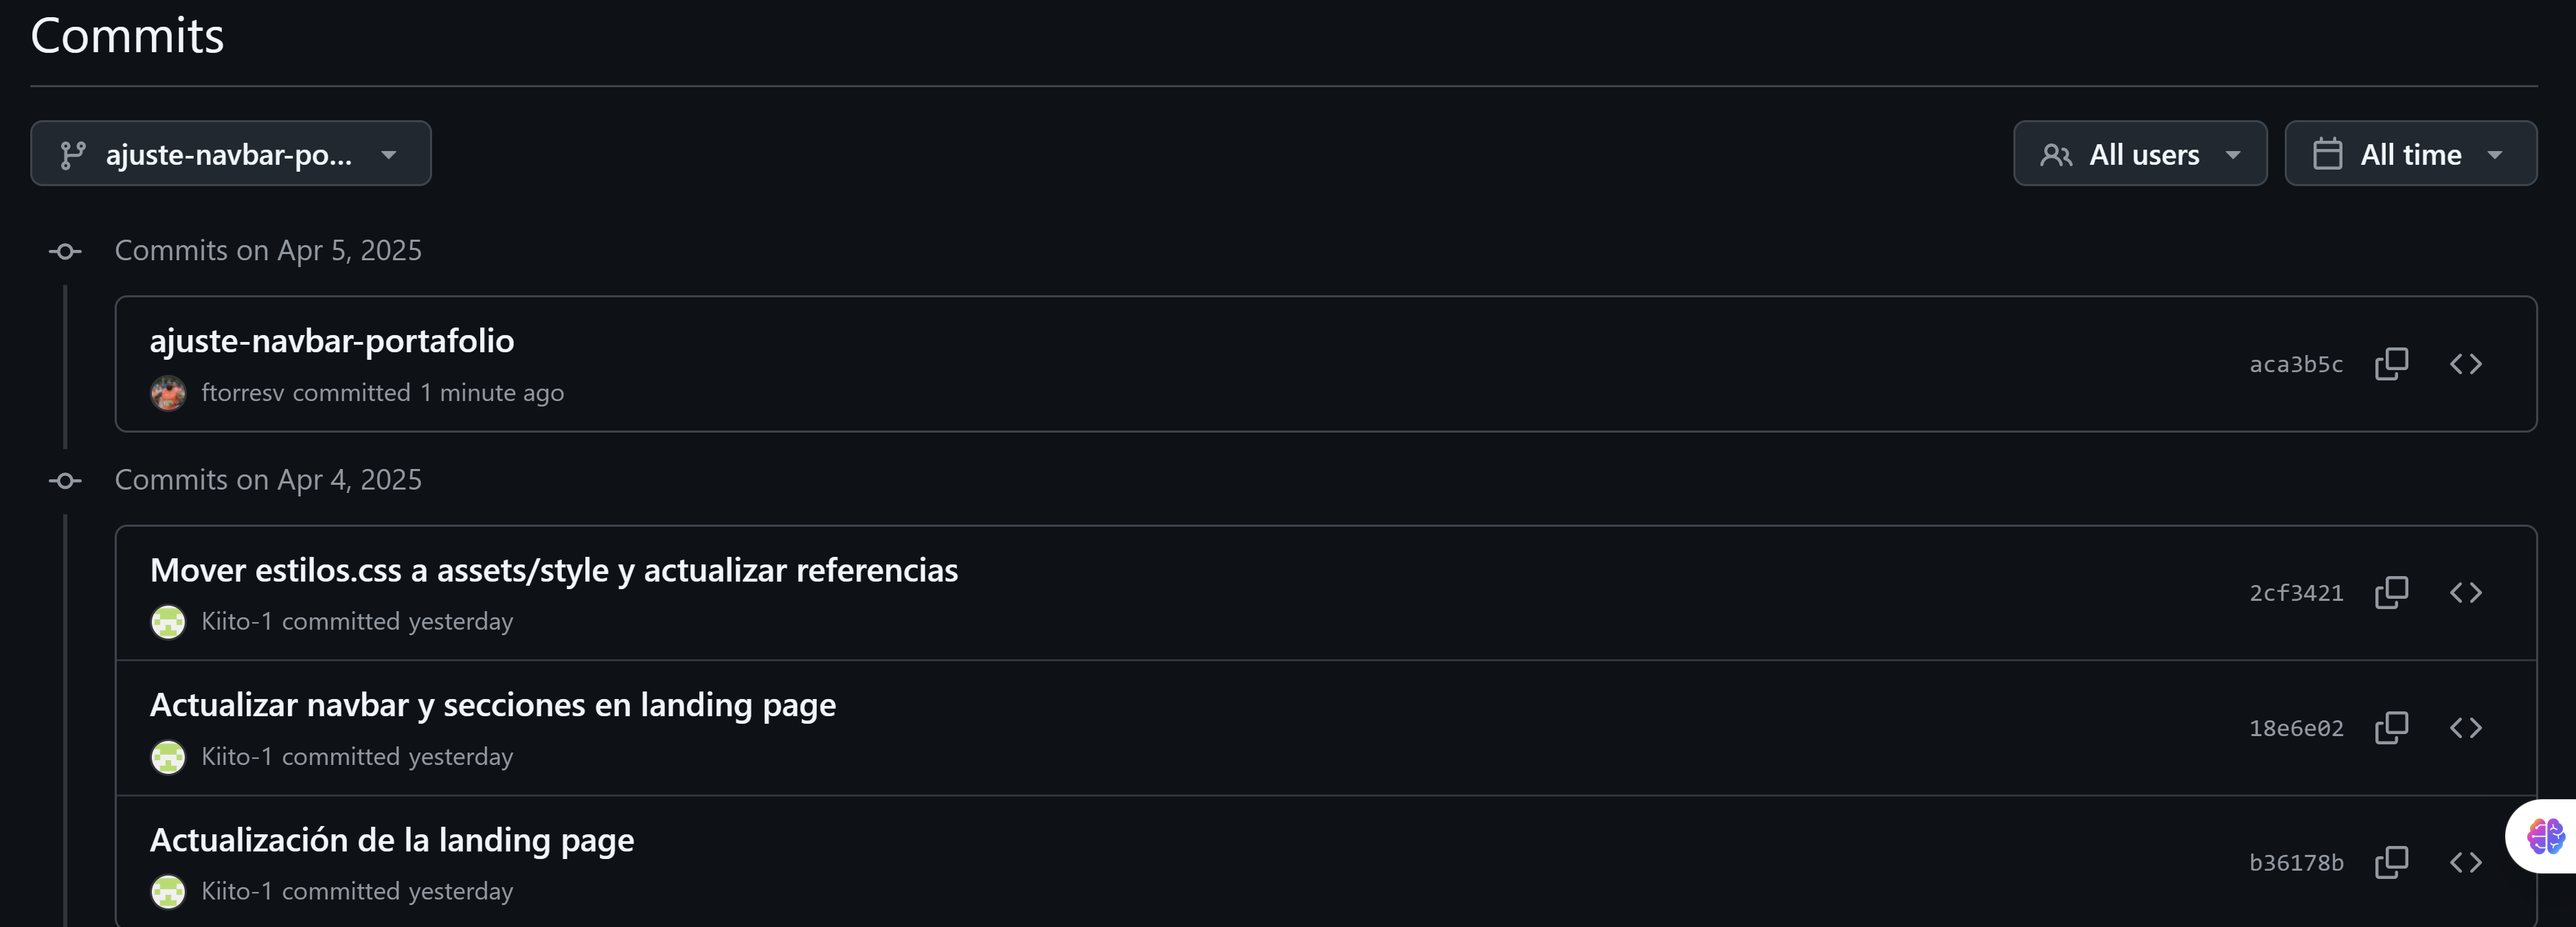 Commits
ajuste-navbar-po...
All users
All time
Commits on Apr 5, 2025
ajuste-navbar-portafolio
ftorresv committed 1 minute ago
aca3b5c
Commits on Apr 4, 2025
Mover estilos.css a assets/style y actualizar referencias
Kiito-1 committed yesterday
2cf3421
Actualizar navbar y secciones en landing page
Kiito-1 committed yesterday
18e6e02
Actualización de la landing page
Kiito-1 committed yesterday
b36178b